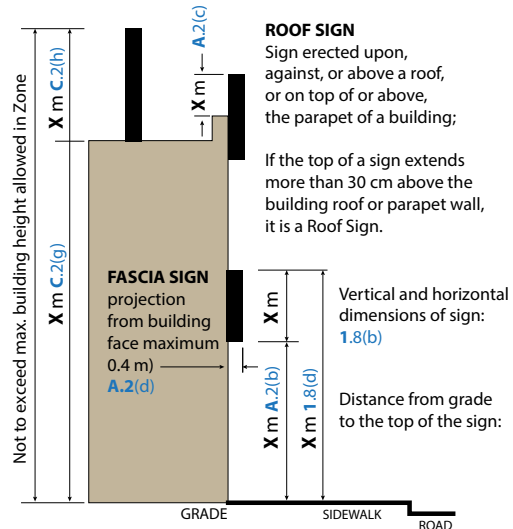 Not to exceed max. building height allowed in Zone
X m C.2(h)
X m C.2(g)
A.2(c)
X m
ROOF SIGN
Sign erected upon,
against, or above a roof,
or on top of or above,
the parapet of a building;
If the top of a sign extends
more than 30 cm above the
building roof or parapet wall,
it is a Roof Sign.
FASCIA SIGN
projection
from building
face maximum
0.4 m)
A.2(d)
X m
X m A.2(b)
X m 1.8(d)
Vertical and horizontal
dimensions of sign:
1.8(b)
Distance from grade
to the top of the sign:
GRADE
SIDEWALK
ROAD